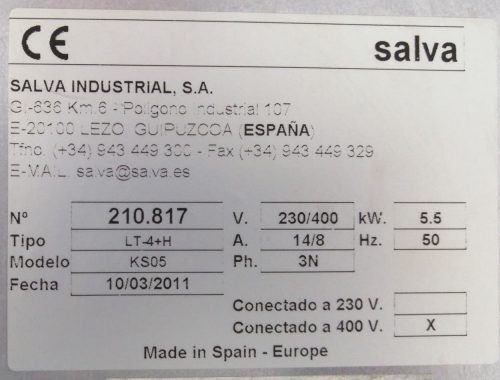 CE salva
SALVA INDUSTRIAL, S.A.
GI-636 Km.6 - Polígono Industrial 107
E-20100 LEZO GUIPUZCOA (ESPAÑA)
Tfno. (+34) 943 449 300 - Fax (+34) 943 449 329
E-MAIL salva@salva.es
Nº 210.817 V. 230/400 kW. 5.5
Tipo LT-4+H A. 14/8 Hz. 50
Modelo KS05 Ph. 3N
Fecha 10/03/2011
Conectado a 230 V.
Conectado a 400 V. X
Made in Spain - Europe